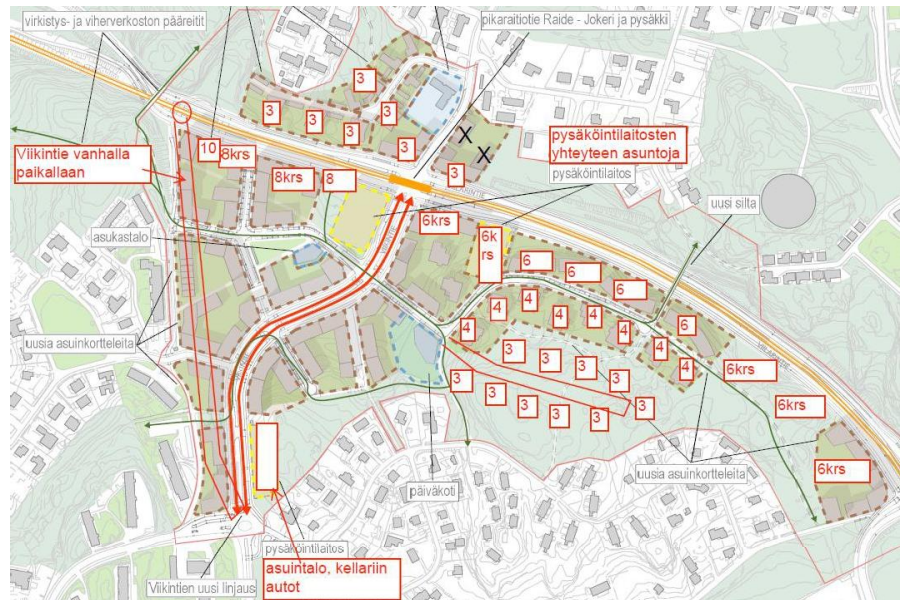 virkistys- ja viherverkoston pääreitit
pikaraitiotie Raide - Jokeri ja pysäkki
3
3
3
3
3
3
3
Viikintie vanhalla
paikallaan
10
8krs
8krs
8
pysäköintilaitosten
yhteyteen asuntoja
pysäköintilaitos
uusi silta
asukastalo
6krs
6k
rs
6
6
6
6
4
4
4
4
4
4
4
4
3
3
3
3
3
3
3
3
3
3
6krs
6krs
6krs
uusia asuinkortteleita
uusia asuinkortteleita
päiväkoti
pysäköintilaitos
asuintalo, kellariin
autot
Viikintien uusi linjaus